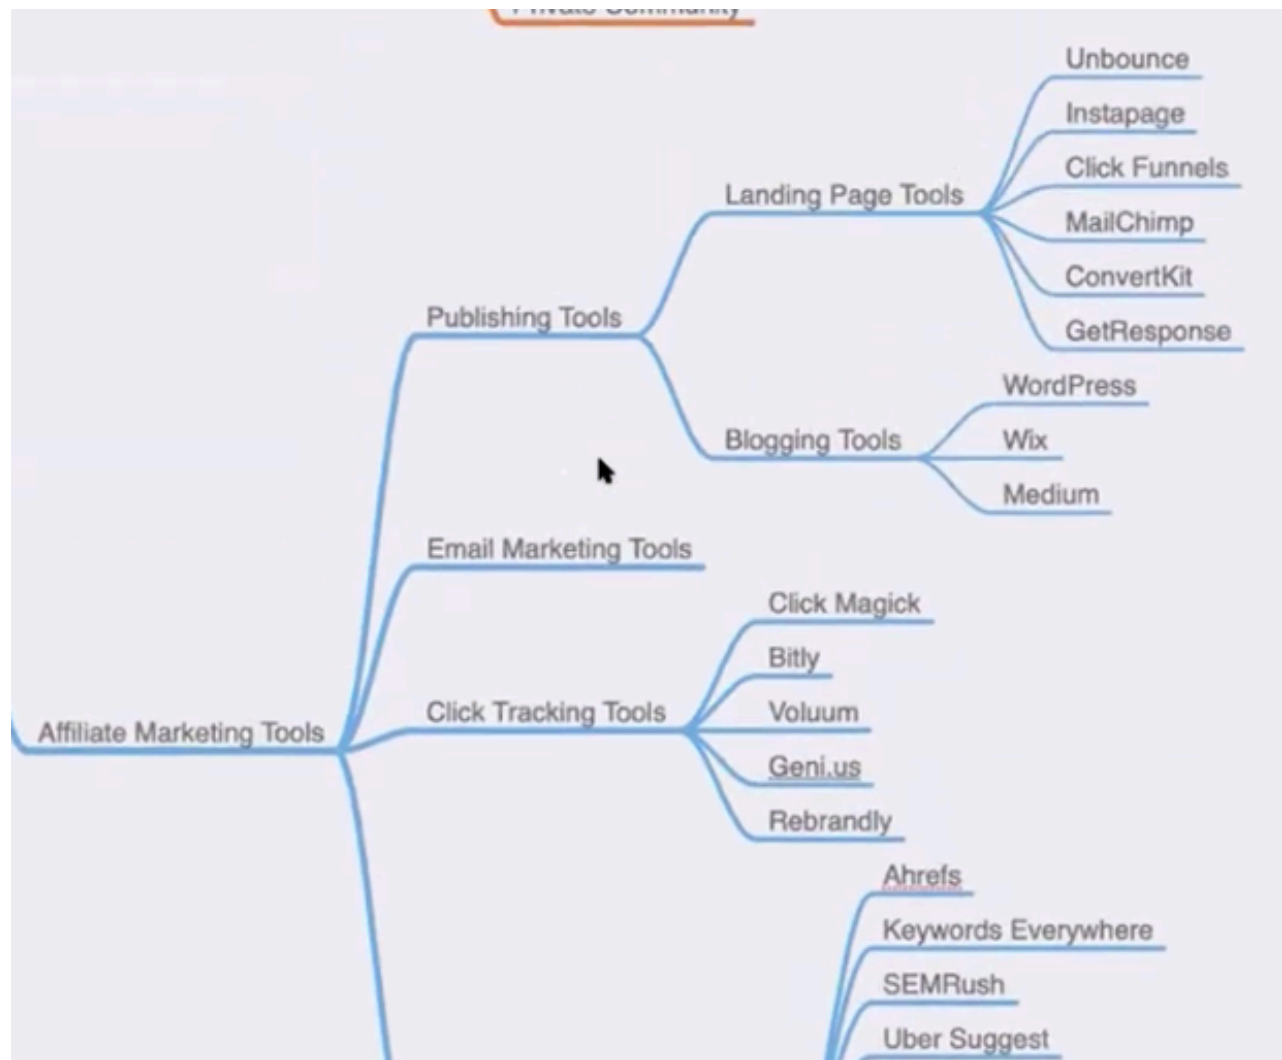 Private Community
Unbounce
Instapage
Click Funnels
Landing Page Tools
MailChimp
ConvertKit
Publishing Tools
GetResponse
WordPress
Blogging Tools
Wix
Medium
Email Marketing Tools
Click Magick
Bitly
Click Tracking Tools
Voluum
Affiliate Marketing Tools
Geni.us
Rebrandly
Ahrefs
Keywords Everywhere
SEMRush
Uber Suggest